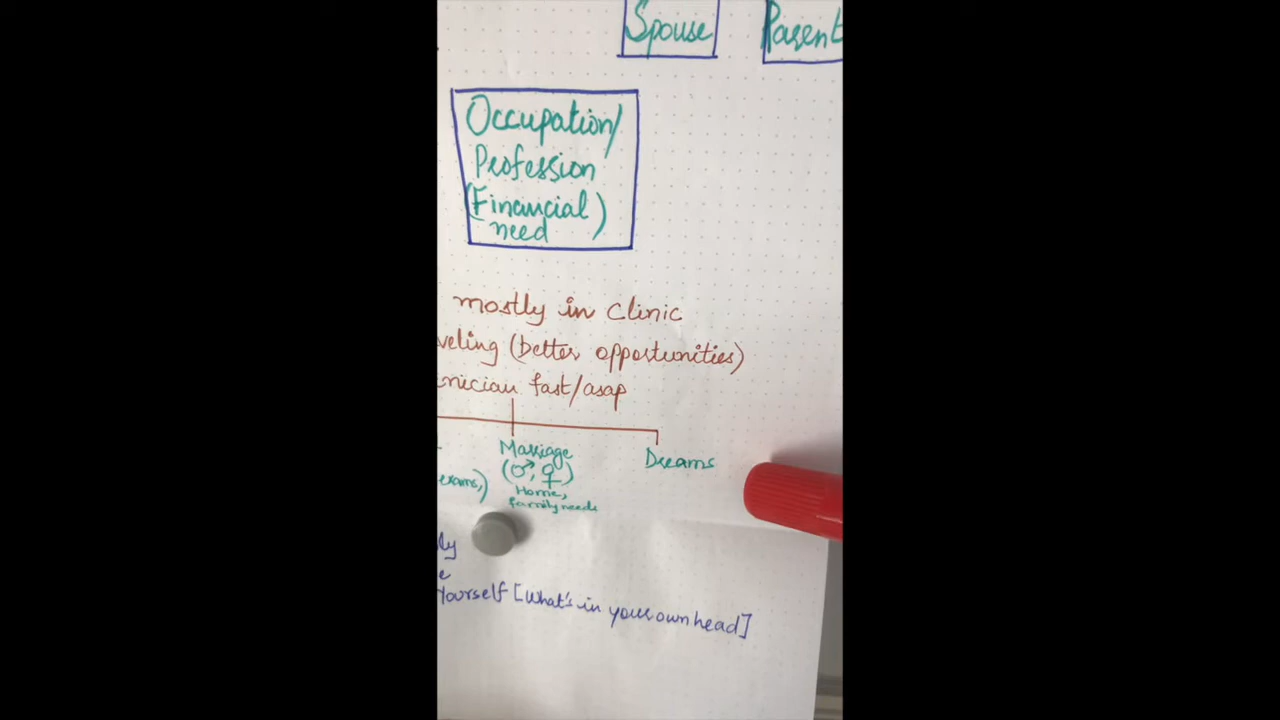 Spouse
Parent
Occupation/
Profession
(Financial)
need
mostly in Clinic
veling (better opportunities)
nician fast/asap
Marriage
(♂, ♀)
Home,
family needs
Dreams
exams,)
ly
e
Yourself [What's in your own head]